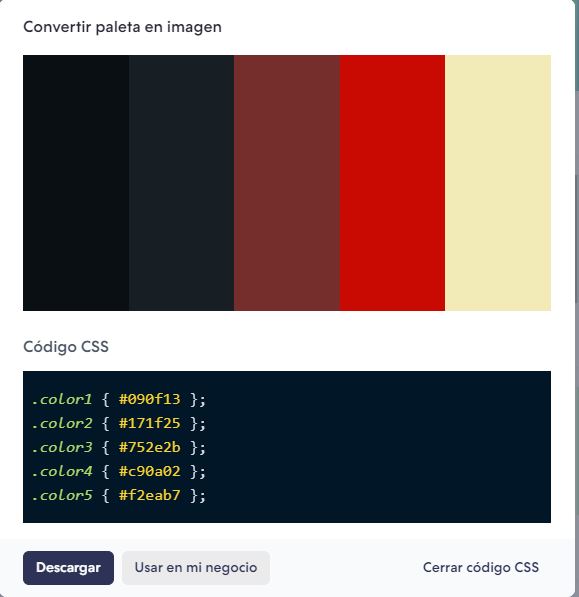 Convertir paleta en imagen
Código CSS
.color1 { #090f13 };
.color2 { #171f25 };
.color3 { #752e2b };
.color4 { #c90a02 };
.color5 { #f2eab7 };
Descargar Usar en mi negocio Cerrar código CSS